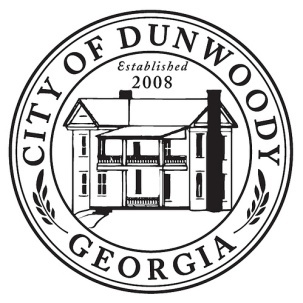 CITY OF DUNWOODY
Established
2008
GEORGIA